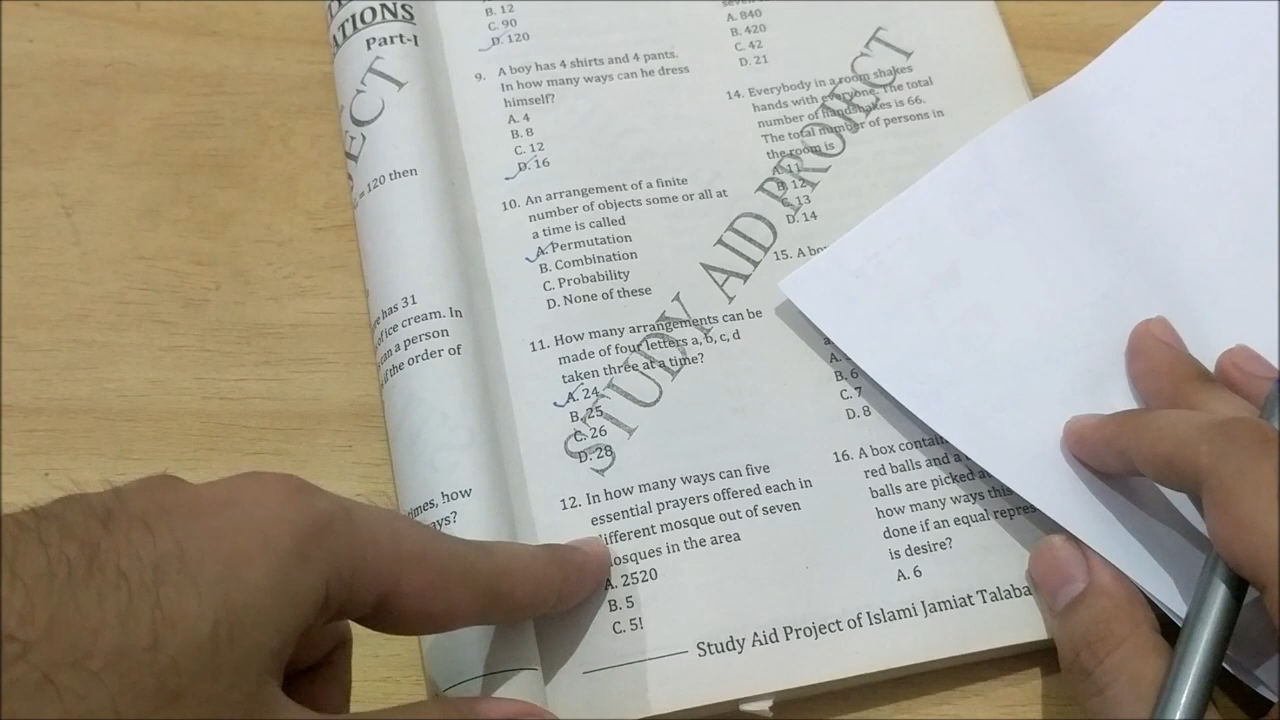 ATIONS
Part-I
ECT
= 120 then
has 31
of ice cream. In
can a person
if the order of
imes, how
ays?
B. 12
C. 90
D. 120
9. A boy has 4 shirts and 4 pants.
In how many ways can he dress
himself?
A. 4
B. 8
C. 12
D. 16
10. An arrangement of a finite
number of objects some or all at
a time is called
A. Permutation
B. Combination
C. Probability
D. None of these
11. How many arrangements can be
made of four letters a, b, c, d
taken three at a time?
A. 24
B. 25
C. 26
D. 28
12. In how many ways can five
essential prayers offered each in
different mosque out of seven
mosques in the area
A. 2520
B. 5
C. 5!
A. 840
B. 420
C. 42
D. 21
14. Everybody in a room shakes
hands with everyone. The total
number of handshakes is 66.
The total number of persons in
the room is
A. 11
B. 12
C. 13
D. 14
15. A bo
A.
B. 6
C. 7
D. 8
16. A box contain
red balls and a
balls are picked a
how many ways this
done if an equal repres
is desire?
A. 6
STUDY AID PROJECT
Study Aid Project of Islami Jamiat Talaba